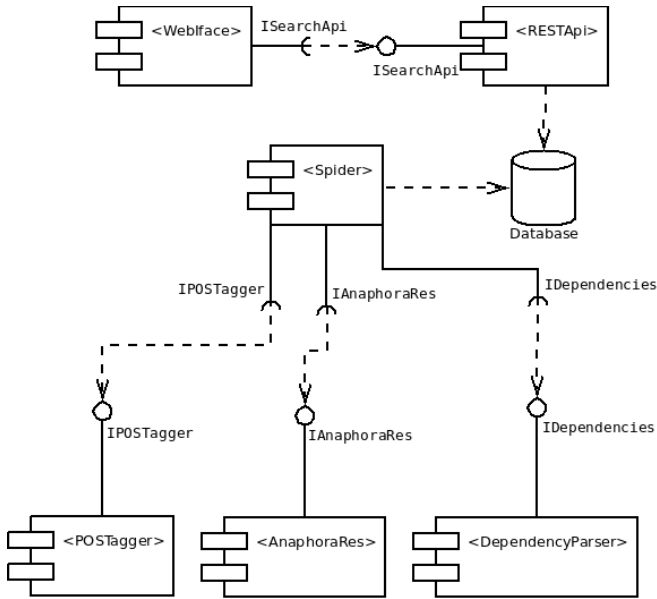 <WebIface>
ISearchApi
<RESTApi>
ISearchApi
<Spider>
Database
IPOSTagger
IAnaphoraRes
IDependencies
IPOSTagger
IAnaphoraRes
IDependencies
<POSTagger>
<AnaphoraRes>
<DependencyParser>